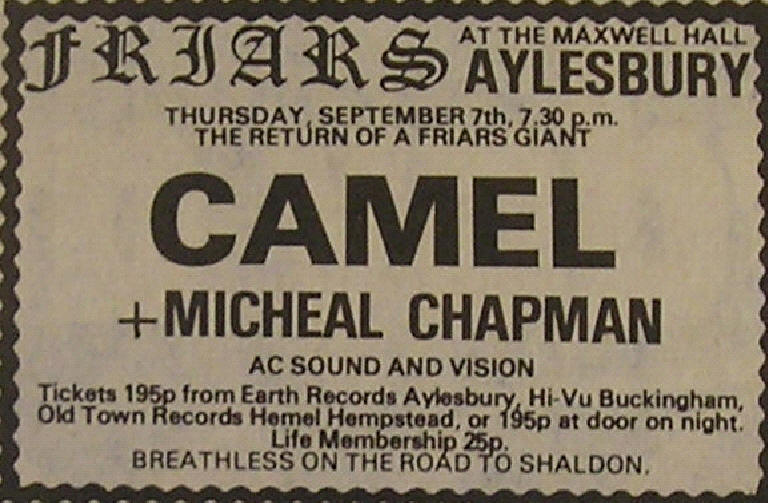 FRIARS AT THE MAXWELL HALL
AYLESBURY
THURSDAY, SEPTEMBER 7th, 7.30 p.m.
THE RETURN OF A FRIARS GIANT
CAMEL
+MICHEAL CHAPMAN
AC SOUND AND VISION
Tickets 195p from Earth Records Aylesbury, Hi-Vu Buckingham,
Old Town Records Hemel Hempstead, or 195p at door on night.
Life Membership 25p.
BREATHLESS ON THE ROAD TO SHALDON.